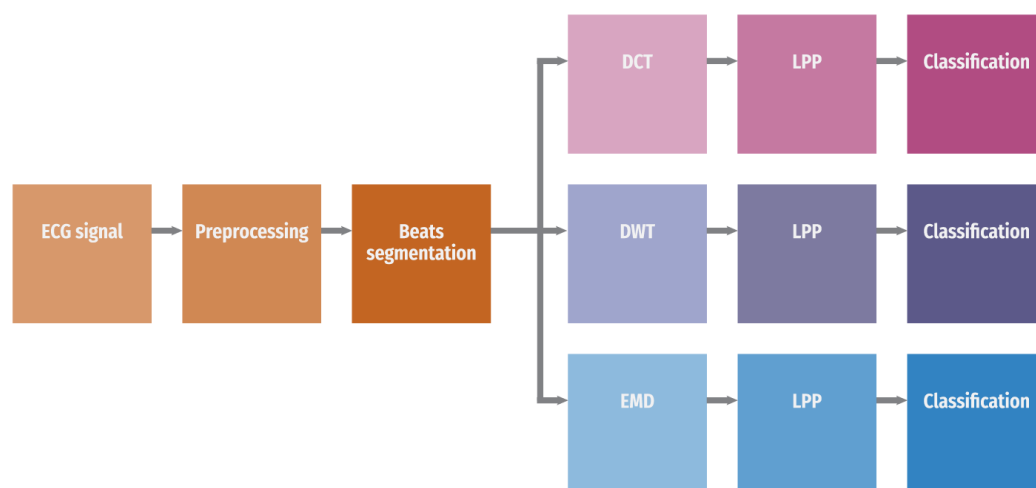 DCT
LPP
Classification
ECG signal
Preprocessing
Beats
segmentation
DWT
LPP
Classification
EMD
LPP
Classification